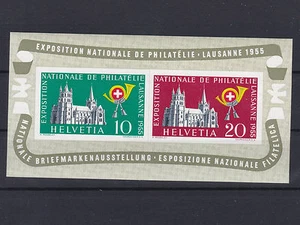 EXPOSITION NATIONALE DE PHILATÉLIE · LAUSANNE 1955
EXPOSITION
NATIONALE DE PHILATÉLIE
LAUSANNE 1955
HELVETIA 10
EXPOSITION
NATIONALE DE PHILATÉLIE
LAUSANNE 1955
HELVETIA 20
NATIONALE BRIEFMARKENAUSSTELLUNG · ESPOSIZIONE NAZIONALE FILATELICA